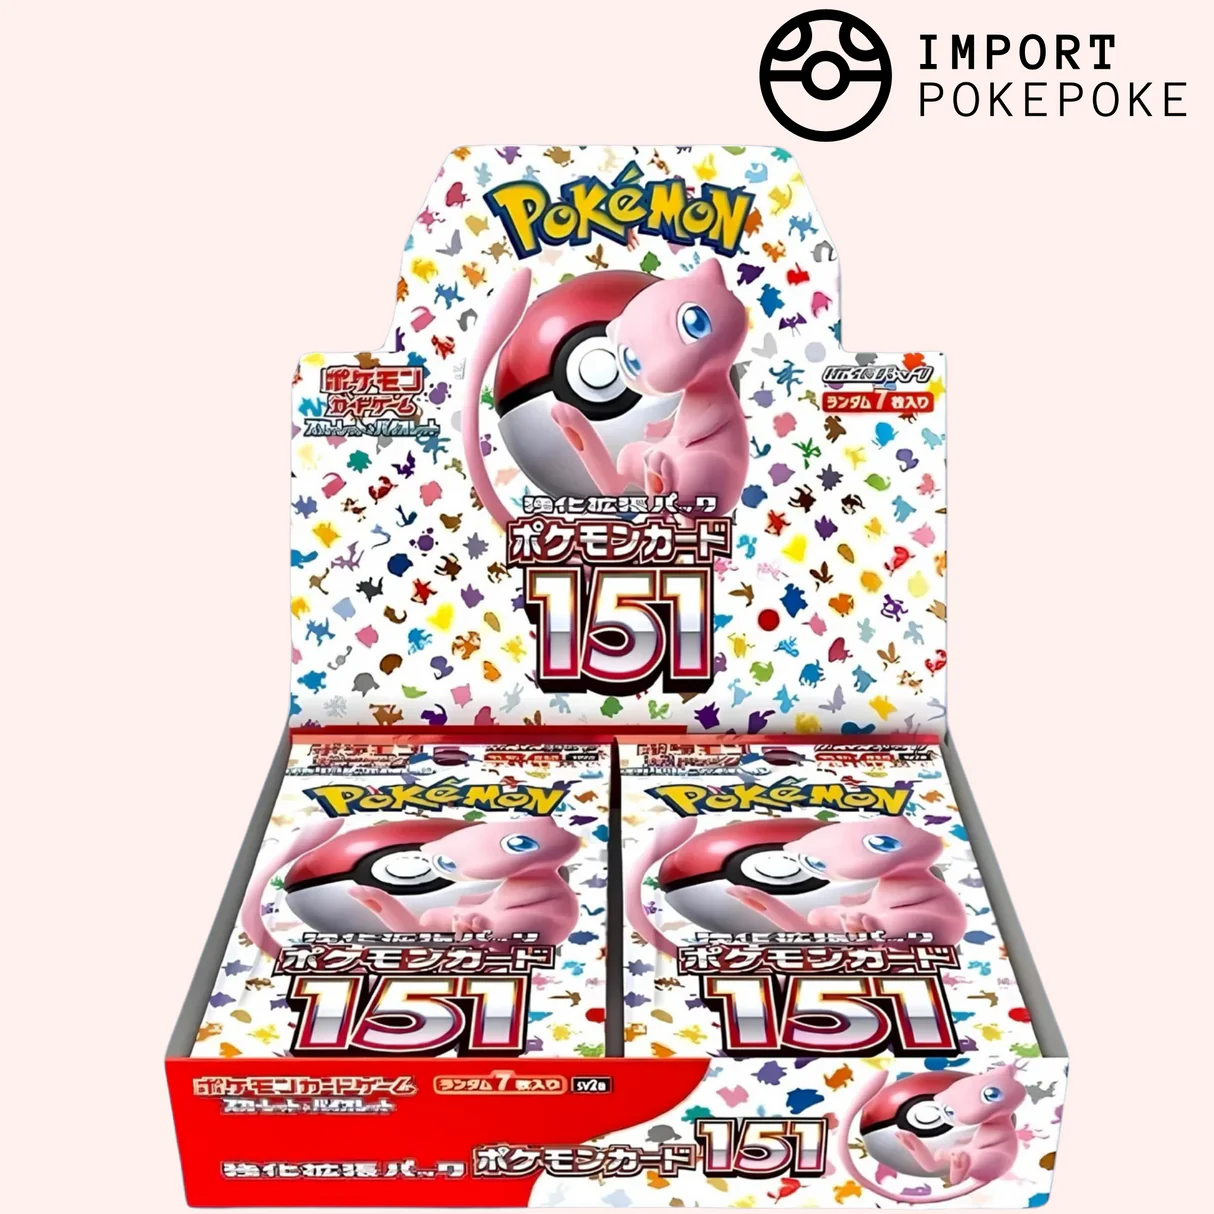 IMPORT
POKEPOKE
POKéMON
ポケモン
カードゲーム
スカーレット&バイオレット
拡張パック
ランダム7枚入り
強化拡張パック
ポケモンカード
151
POKéMON
POKéMON
強化拡張パック
強化拡張パック
ポケモンカード
ポケモンカード
151
151
ポケモンカードゲーム
ランダム7枚入り
SV2a
スカーレット&バイオレット
強化拡張パック
ポケモンカード
151